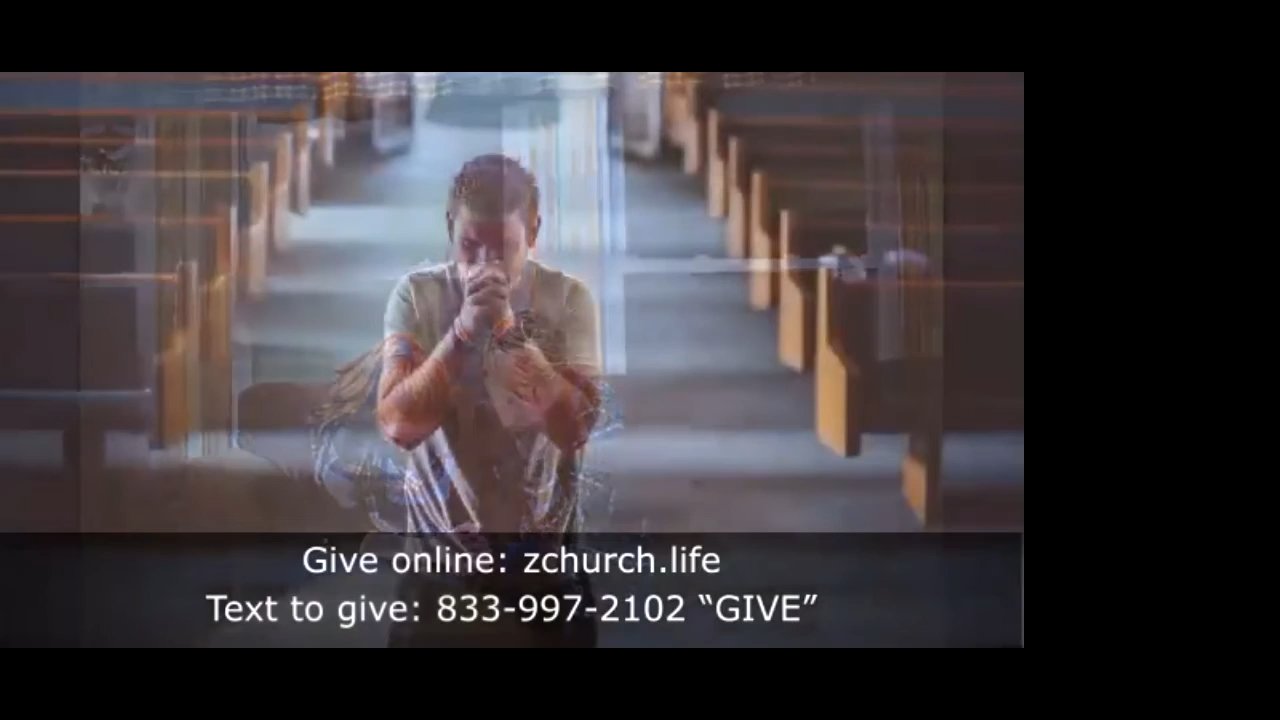 Give online: zchurch.life
Text to give: 833-997-2102 “GIVE”